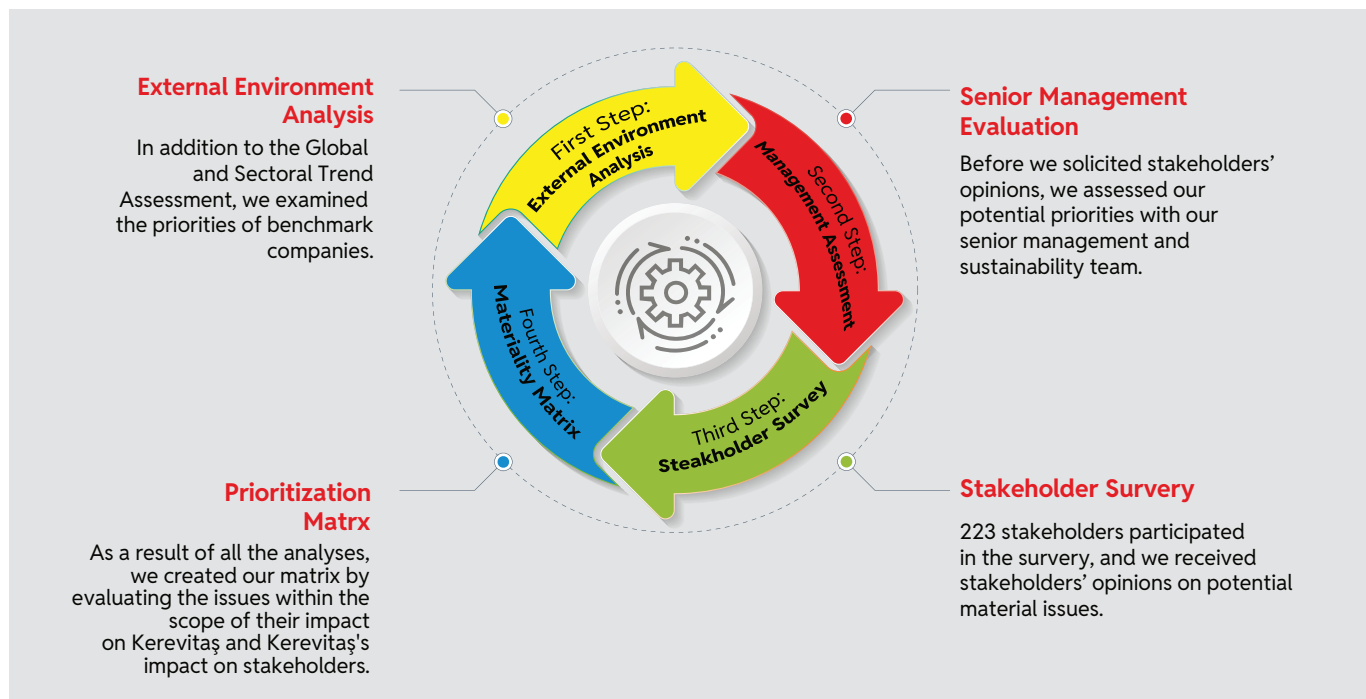 External Environment
Analysis
In addition to the Global
and Sectoral Trend
Assessment, we examined
the priorities of benchmark
companies.
First Step:
External Environment
Analysis
Second Step:
Management Assessment
Senior Management
Evaluation
Before we solicited stakeholders’
opinions, we assessed our
potential priorities with our
senior management and
sustainability team.
Third Step:
Steakholder Survey
Fourth Step:
Materiality Matrix
Prioritization
Matrx
As a result of all the analyses,
we created our matrix by
evaluating the issues within the
scope of their impact
on Kerevitaş and Kerevitaş's
impact on stakeholders.
Stakeholder Survery
223 stakeholders participated
in the survery, and we received
stakeholders’ opinions on potential
material issues.